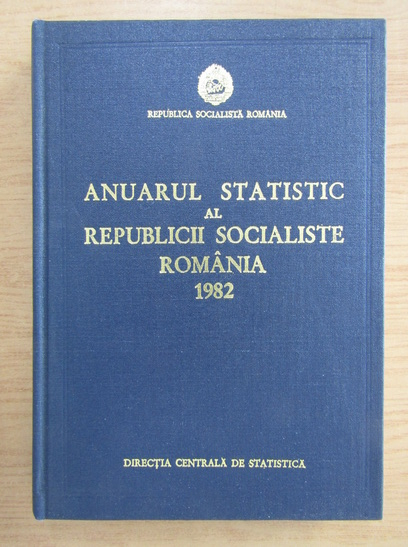 REPUBLICA SOCIALISTĂ ROMÂNIA
ANUARUL STATISTIC
AL
REPUBLICII SOCIALISTE
ROMÂNIA
1982
DIRECȚIA CENTRALĂ DE STATISTICĂ